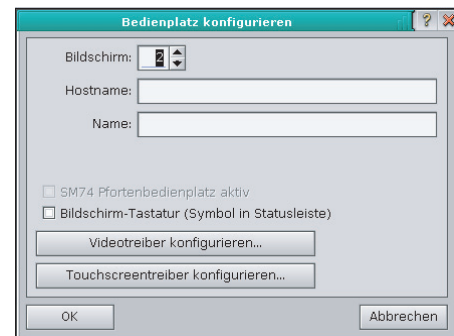 Bedienplatz konfigurieren
Bildschirm: 2
Hostname:
Name:
SM74 Pfortenbedienplatz aktiv
Bildschirm-Tastatur (Symbol in Statusleiste)
Videotreiber konfigurieren...
Touchscreentreiber konfigurieren...
OK Abbrechen